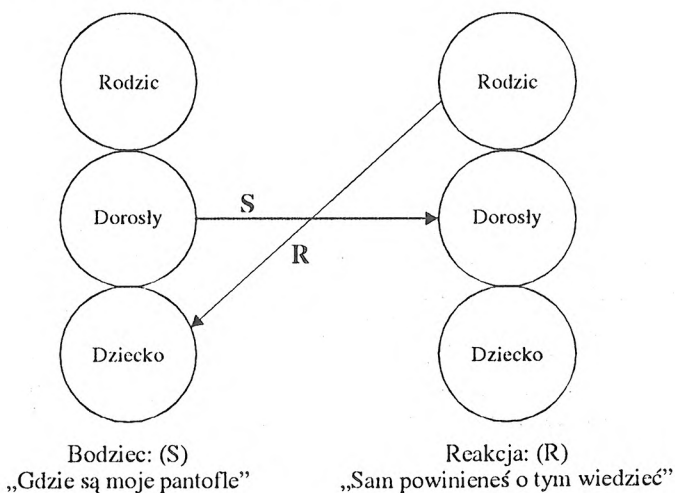 Rodzic
Rodzic
Dorosły
S
Dorosły
R
Dziecko
Dziecko
Bodziec: (S)
„Gdzie są moje pantofle”
Reakcja: (R)
„Sam powinieneś o tym wiedzieć”